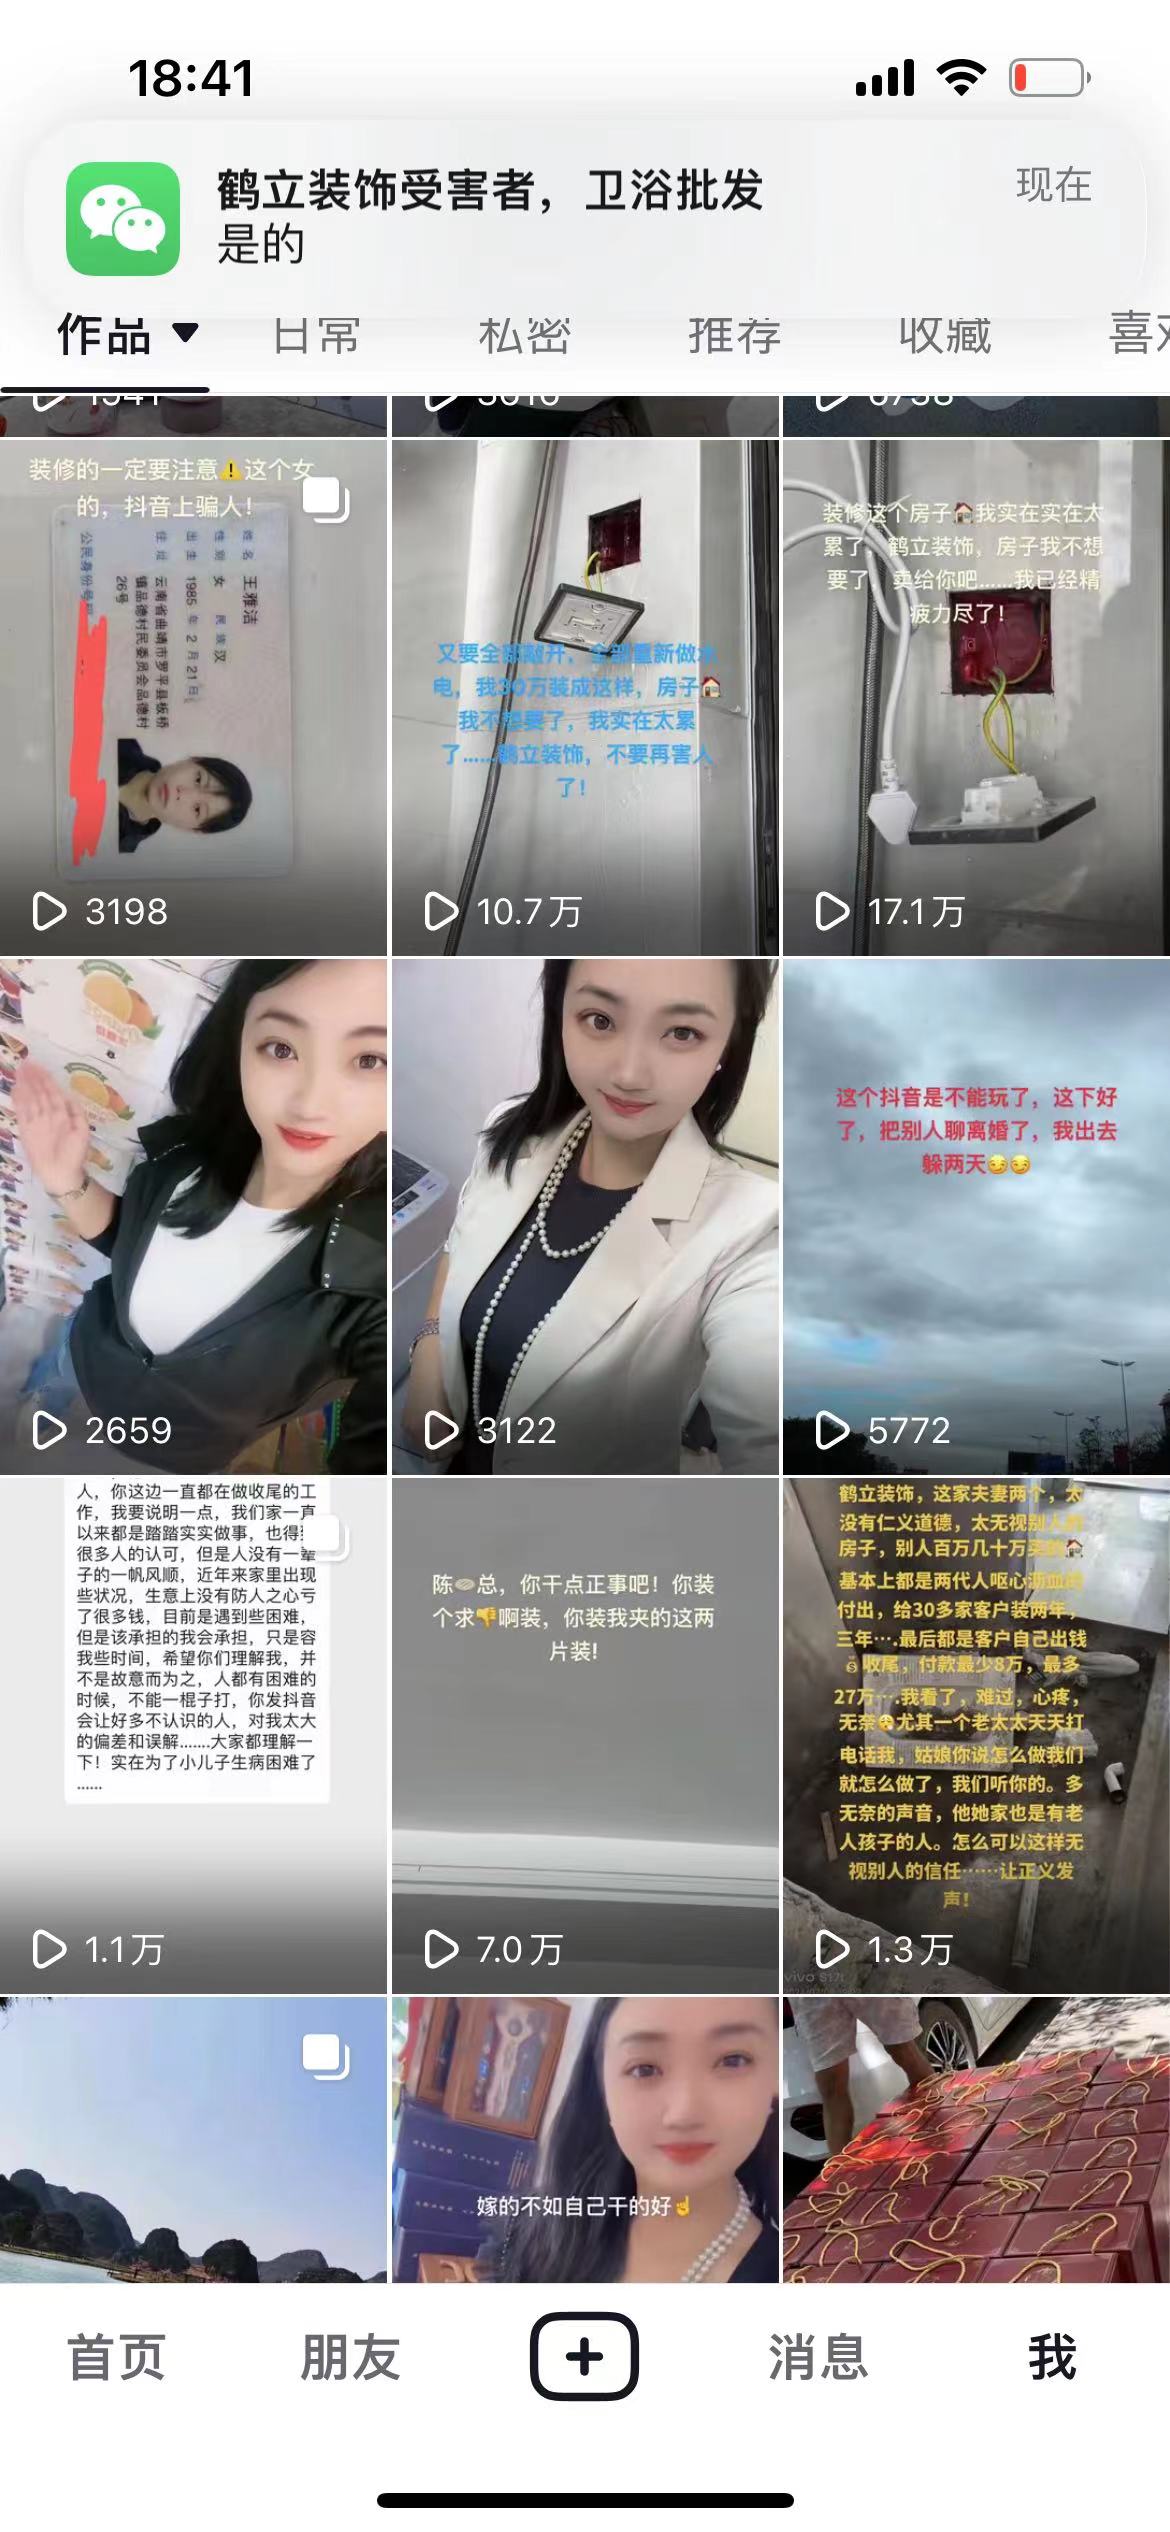 18:41
鹤立装饰受害者，卫浴批发
现在
是的
作品
日常
私密
推荐
收藏
1541
3616
6758
装修的一定要注意⚠️这个女
的，抖音上骗人！
姓名 王雅洁
性别 女 民族 汉
出生 1985 年 2 月 21 日
住址 云南省曲靖市罗平县板桥
镇品德村民委员会品德村
26号
公民身份号码
3198
又要全部敲开，全部重新做水
电，我30万装成这样，房子🏠
我不想要了，我实在太累
了……鹤立装饰，不要再害人
了！
10.7万
装修这个房子🏠我实在实在太
累了，鹤立装饰，房子我不想
要了，卖给你吧……我已经精
疲力尽了！
17.1万
2659
3122
这个抖音是不能玩了，这下好
了，把别人聊离婚了，我出去
躲两天😏😏
5772
人，你这边一直都在做收尾的工
作，我要说明一点，我们家一直
以来都是踏踏实实做事，也得到
很多人的认可，但是人没有一辈
子的一帆风顺，近年来家里出现
些状况，生意上没有防人之心亏
了很多钱，目前是遇到些困难，
但是该承担的我会承担，只是容
我些时间，希望你们理解我，并
不是故意而为之，人都有困难的
时候，不能一棍子打，你发抖音
会让好多不认识的人，对我太大
的偏差和误解.......大家都理解一
下！实在为了小儿子生病困难了
......
1.1万
陈总，你干点正事吧！你装
个求👎啊装，你装我夹的这两
片装!
7.0万
鹤立装饰，这家夫妻两个，太
没有仁义道德，太无视别人的
房子，别人百万几十万买的🏠
基本上都是两代人呕心沥血的
付出，给30多家客户装两年，
三年….最后都是客户自己出钱
💰收尾，付款最少8万，最多
27万….我看了，难过，心疼，
无奈尤其一个老太太天天打
电话我，姑娘你说怎么做我们
就怎么做了，我们听你的。多
无奈的声音，他她家也是有老
人孩子的人。怎么可以这样无
视别人的信任……让正义发
声！
vivo S17t
1.3万
嫁的不如自己干的好☝️
首页
朋友
消息
我